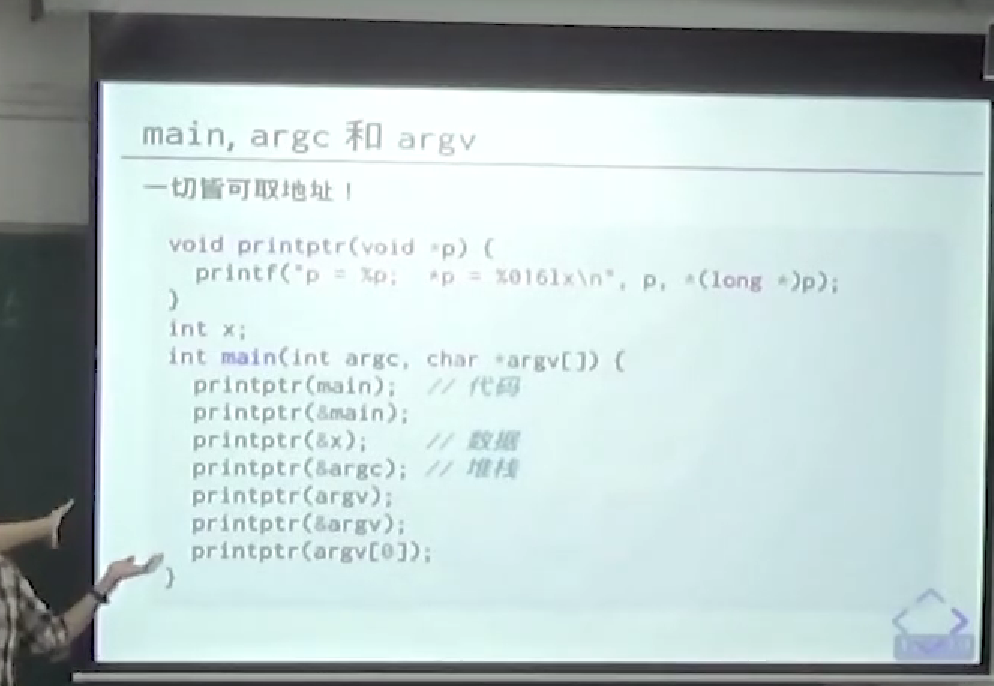 main, argc 和 argv
一切皆可取地址！
void printptr(void *p) {
  printf("p = %p;  *p = %016lx\n", p, *(long *)p);
}
int x;
int main(int argc, char *argv[]) {
  printptr(main);  // 代码
  printptr(&main);
  printptr(&x);    // 数据
  printptr(&argc); // 堆栈
  printptr(argv);
  printptr(&argv);
  printptr(argv[0]);
}